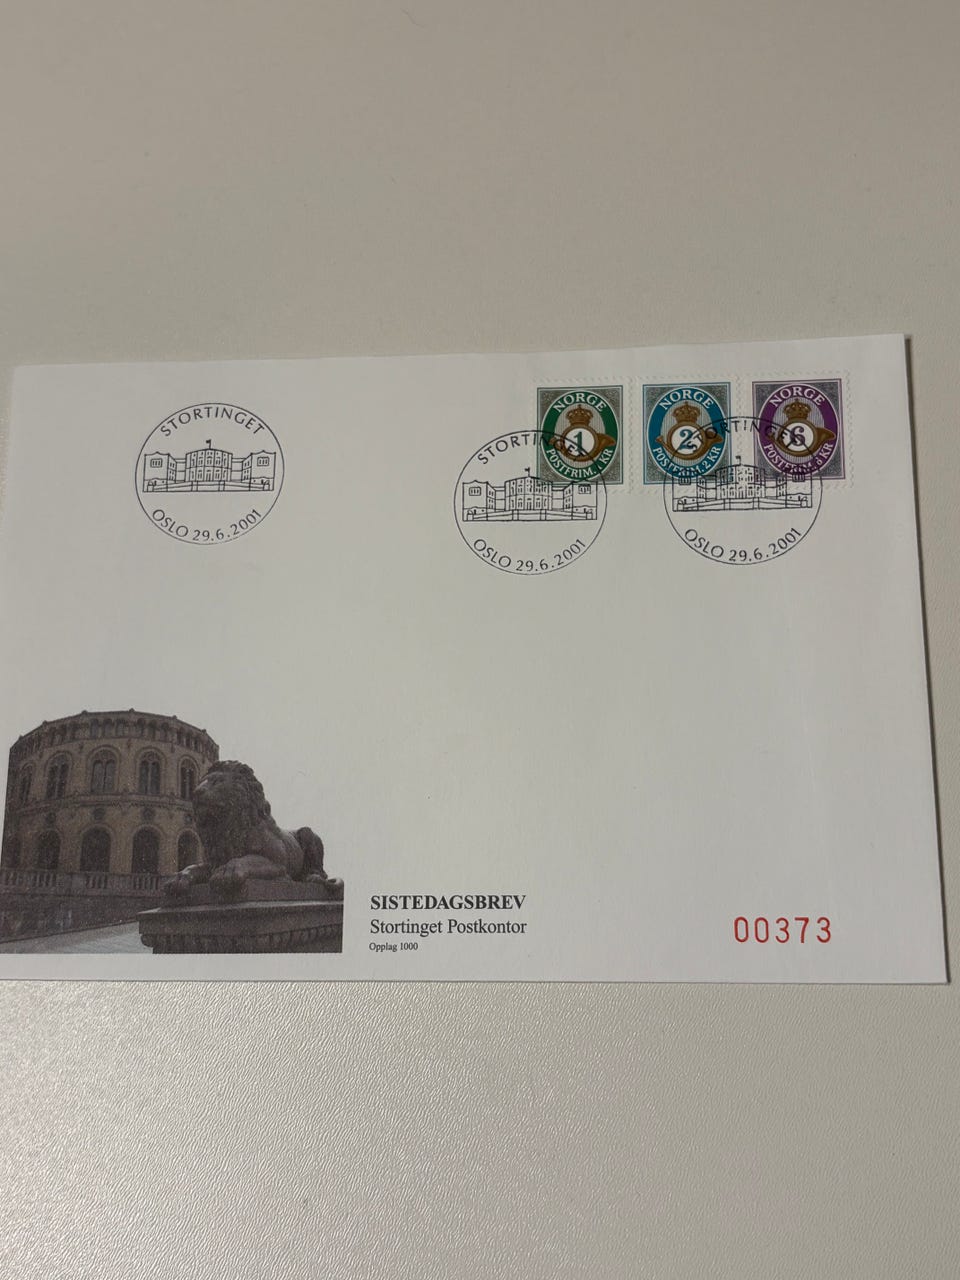 STORTINGET
OSLO 29.6.2001
NORGE
1
POSTFRIM. 1 KR
NORGE
2
POSTFRIM. 2 KR
NORGE
6
POSTFRIM. 6 KR
STORTINGET
OSLO 29.6.2001
STORTINGET
OSLO 29.6.2001
SISTEDAGSBREV
Stortinget Postkontor
Opplag 1000
00373